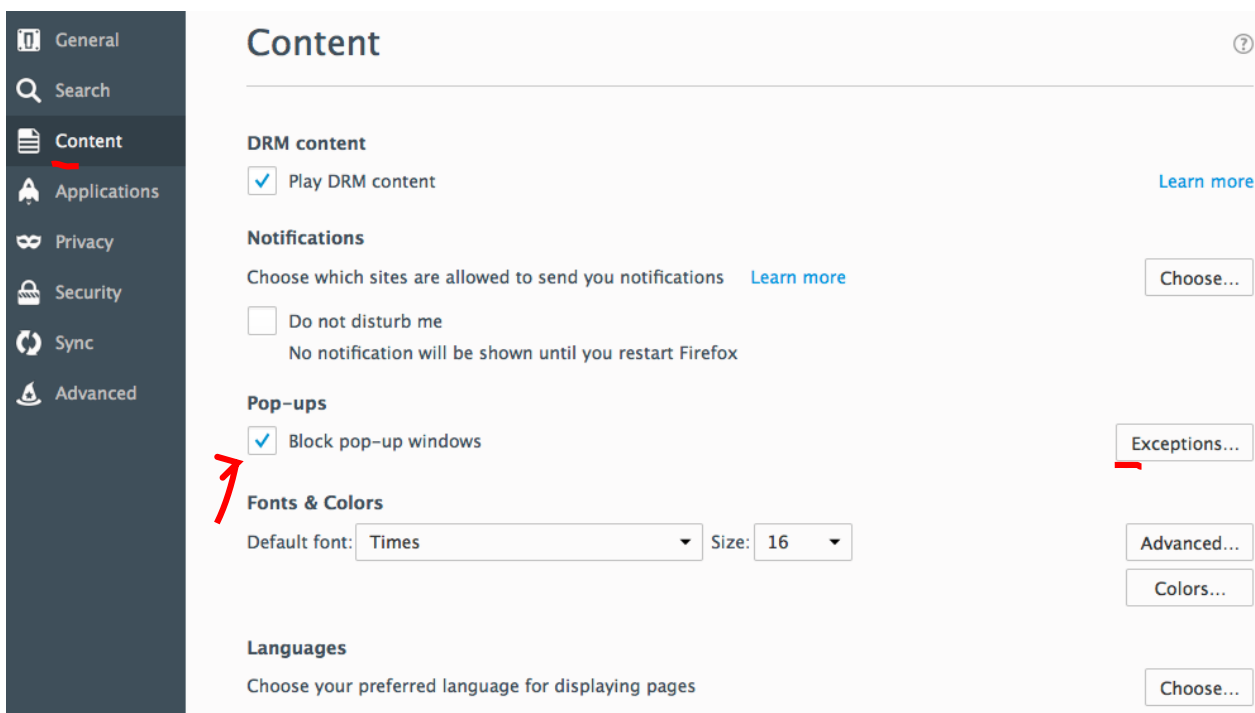 General
Search
Content
Applications
Privacy
Security
Sync
Advanced
Content
?
DRM content
Play DRM content
Learn more
Notifications
Choose which sites are allowed to send you notifications Learn more
Choose...
Do not disturb me
No notification will be shown until you restart Firefox
Pop-ups
Block pop-up windows
Exceptions...
Fonts & Colors
Default font: Times Size: 16
Advanced...
Colors...
Languages
Choose your preferred language for displaying pages
Choose...